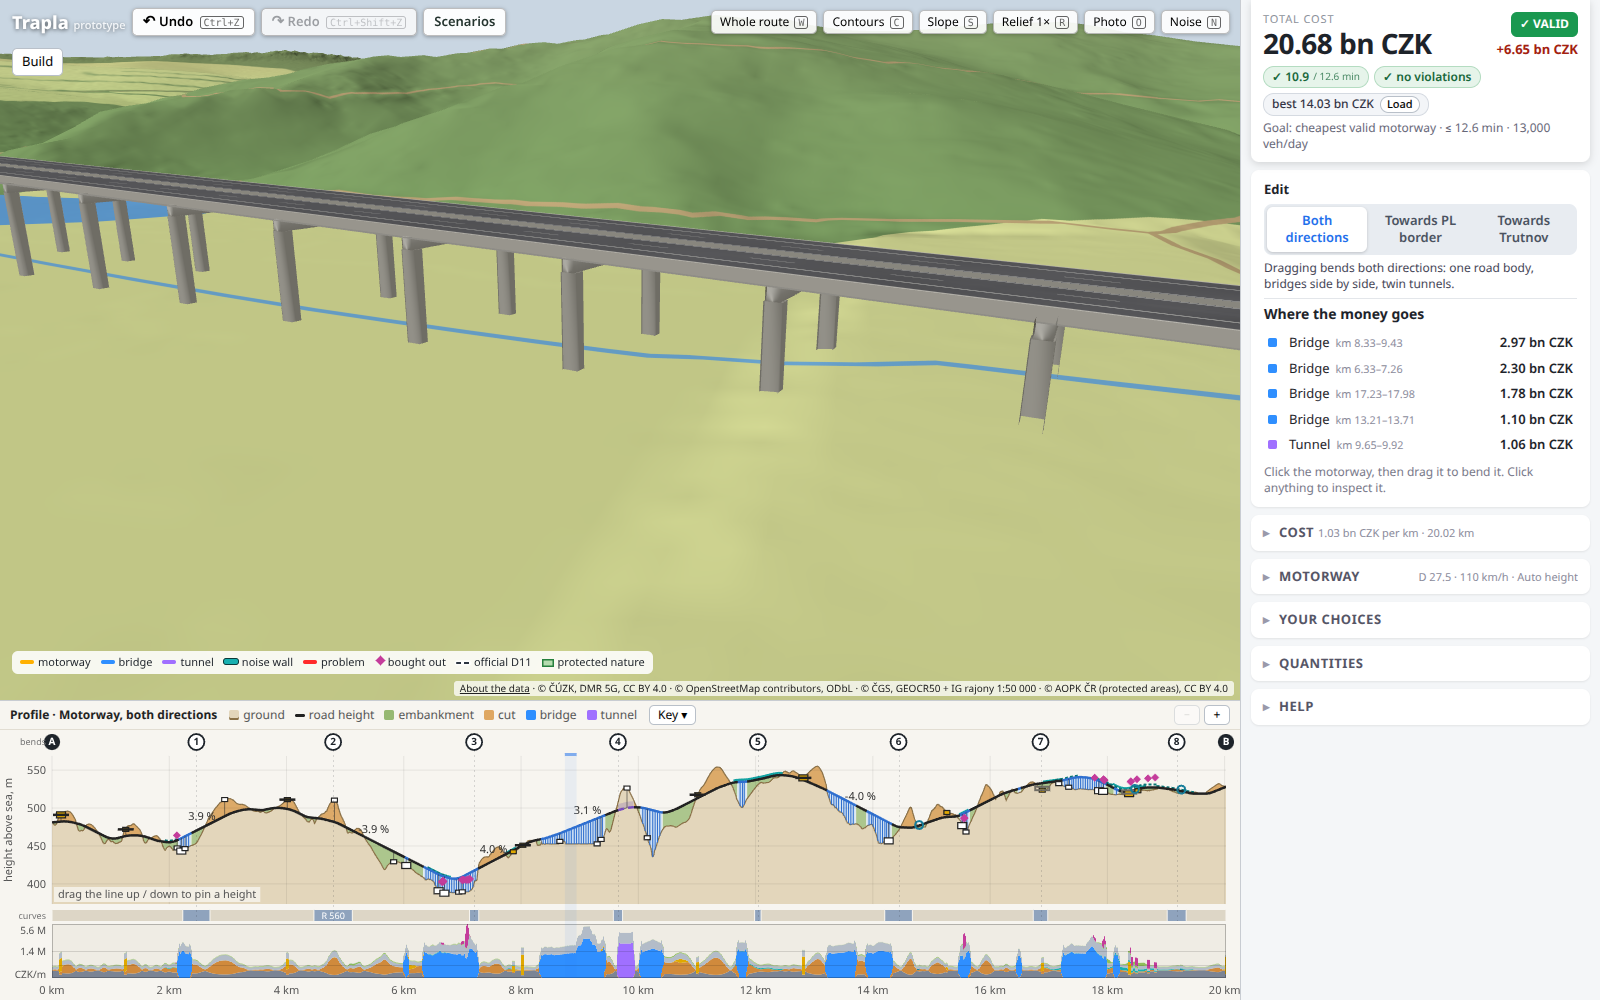 Trapla prototype
↶ Undo Ctrl+Z
↷ Redo Ctrl+Shift+Z
Scenarios
Whole route W
Contours C
Slope S
Relief 1× R
Photo O
Noise N
Build
motorway
bridge
tunnel
noise wall
problem
bought out
official D11
protected nature
About the data · © ČÚZK, DMR 5G, CC BY 4.0 · © OpenStreetMap contributors, ODbL · © ČGS, GEOCR50 + IG rajony 1:50 000 · © AOPK ČR (protected areas), CC BY 4.0
TOTAL COST
20.68 bn CZK
✓ VALID
+6.65 bn CZK
✓ 10.9 / 12.6 min
✓ no violations
best 14.03 bn CZK Load
Goal: cheapest valid motorway · ≤ 12.6 min · 13,000
veh/day
Edit
Both
directions
Towards PL
border
Towards
Trutnov
Dragging bends both directions: one road body,
bridges side by side, twin tunnels.
Where the money goes
Bridge km 8.33–9.43 2.97 bn CZK
Bridge km 6.33–7.26 2.30 bn CZK
Bridge km 17.23–17.98 1.78 bn CZK
Bridge km 13.21–13.71 1.10 bn CZK
Tunnel km 9.65–9.92 1.06 bn CZK
Click the motorway, then drag it to bend it. Click
anything to inspect it.
▶ COST 1.03 bn CZK per km · 20.02 km
▶ MOTORWAY D 27.5 · 110 km/h · Auto height
▶ YOUR CHOICES
▶ QUANTITIES
▶ HELP
Profile · Motorway, both directions
ground
road height
embankment
cut
bridge
tunnel
Key ▾
−
+
bends A 1 2 3 4 5 6 7 8 B
height above sea, m
550
500
450
400
3.9 %
-3.9 %
4.0 %
3.1 %
-4.0 %
drag the line up / down to pin a height
curves
R 560
5.6 M
1.4 M
CZK/m
0 km 2 km 4 km 6 km 8 km 10 km 12 km 14 km 16 km 18 km 20 km